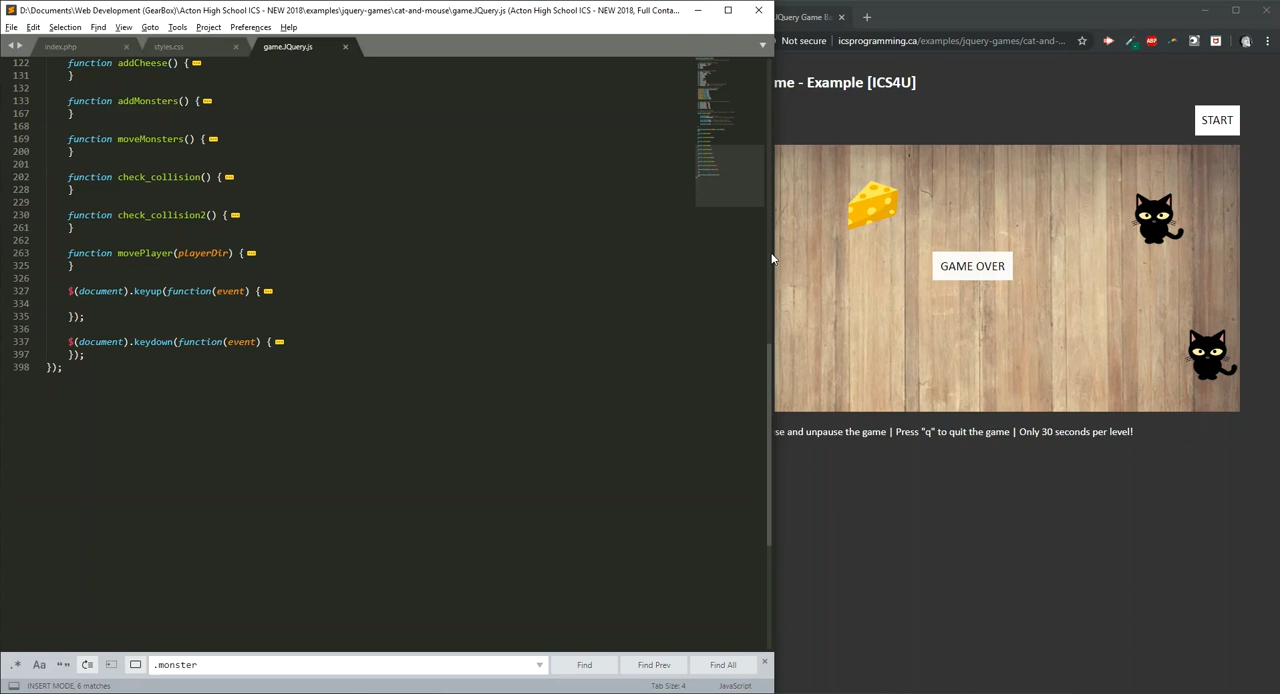 D:\Documents\Web Development (GearBox)\Acton High School ICS - NEW 2018\examples\jquery-games\cat-and-mouse\game.JQuery.js (Acton High School ICS - NEW 2018, Full Conta...
File Edit Selection Find View Goto Tools Project Preferences Help
index.php
styles.css
game.JQuery.js
122 function addCheese() {
131 }
132
133 function addMonsters() {
167 }
168
169 function moveMonsters() {
200 }
201
202 function check_collision() {
228 }
229
230 function check_collision2() {
261 }
262
263 function movePlayer(playerDir) {
325 }
326
327 $(document).keyup(function(event) {
334
335 });
336
337 $(document).keydown(function(event) {
397 });
398 });
.* Aa “”
.monster
Find
Find Prev
Find All
INSERT MODE, 6 matches
Tab Size: 4
JavaScript
JQuery Game Ba
Not secure
icsprogramming.ca/examples/jquery-games/cat-and-...
ABP
me - Example [ICS4U]
START
GAME OVER
se and unpause the game | Press "q" to quit the game | Only 30 seconds per level!